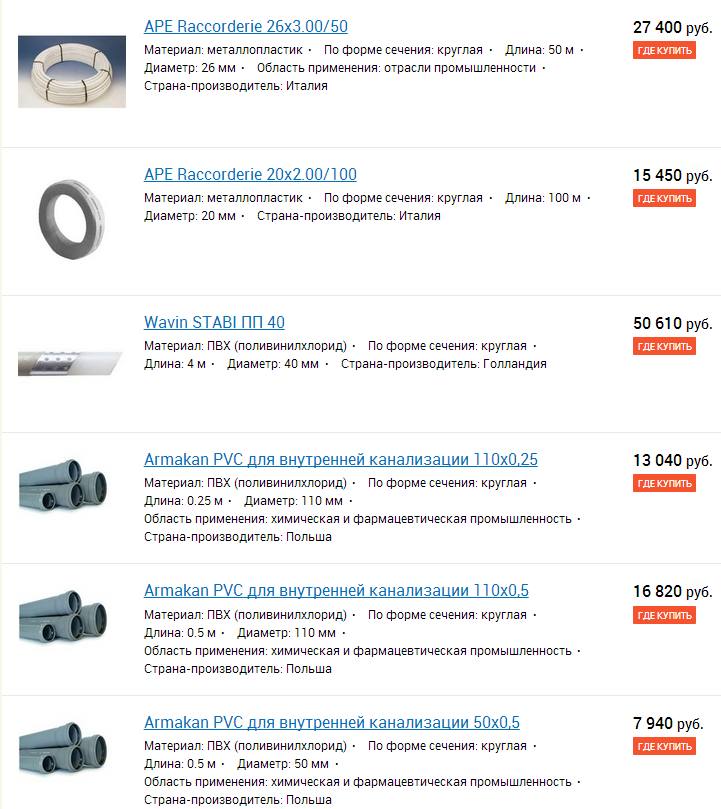 APE Raccorderie 26x3.00/50
27 400 руб.
Материал: металлопластик · По форме сечения: круглая · Длина: 50 м ·
ГДЕ КУПИТЬ
Диаметр: 26 мм · Область применения: отрасли промышленности ·
Страна-производитель: Италия
APE Raccorderie 20x2.00/100
15 450 руб.
Материал: металлопластик · По форме сечения: круглая · Длина: 100 м ·
ГДЕ КУПИТЬ
Диаметр: 20 мм · Страна-производитель: Италия
Wavin STABI ПП 40
50 610 руб.
Материал: ПВХ (поливинилхлорид) · По форме сечения: круглая ·
ГДЕ КУПИТЬ
Длина: 4 м · Диаметр: 40 мм · Страна-производитель: Голландия
Armakan PVC для внутренней канализации 110x0,25
13 040 руб.
Материал: ПВХ (поливинилхлорид) · По форме сечения: круглая ·
ГДЕ КУПИТЬ
Длина: 0.25 м · Диаметр: 110 мм ·
Область применения: химическая и фармацевтическая промышленность ·
Страна-производитель: Польша
Armakan PVC для внутренней канализации 110x0,5
16 820 руб.
Материал: ПВХ (поливинилхлорид) · По форме сечения: круглая ·
ГДЕ КУПИТЬ
Длина: 0.5 м · Диаметр: 110 мм ·
Область применения: химическая и фармацевтическая промышленность ·
Страна-производитель: Польша
Armakan PVC для внутренней канализации 50x0,5
7 940 руб.
Материал: ПВХ (поливинилхлорид) · По форме сечения: круглая ·
ГДЕ КУПИТЬ
Длина: 0.5 м · Диаметр: 50 мм ·
Область применения: химическая и фармацевтическая промышленность ·
Страна-производитель: Польша